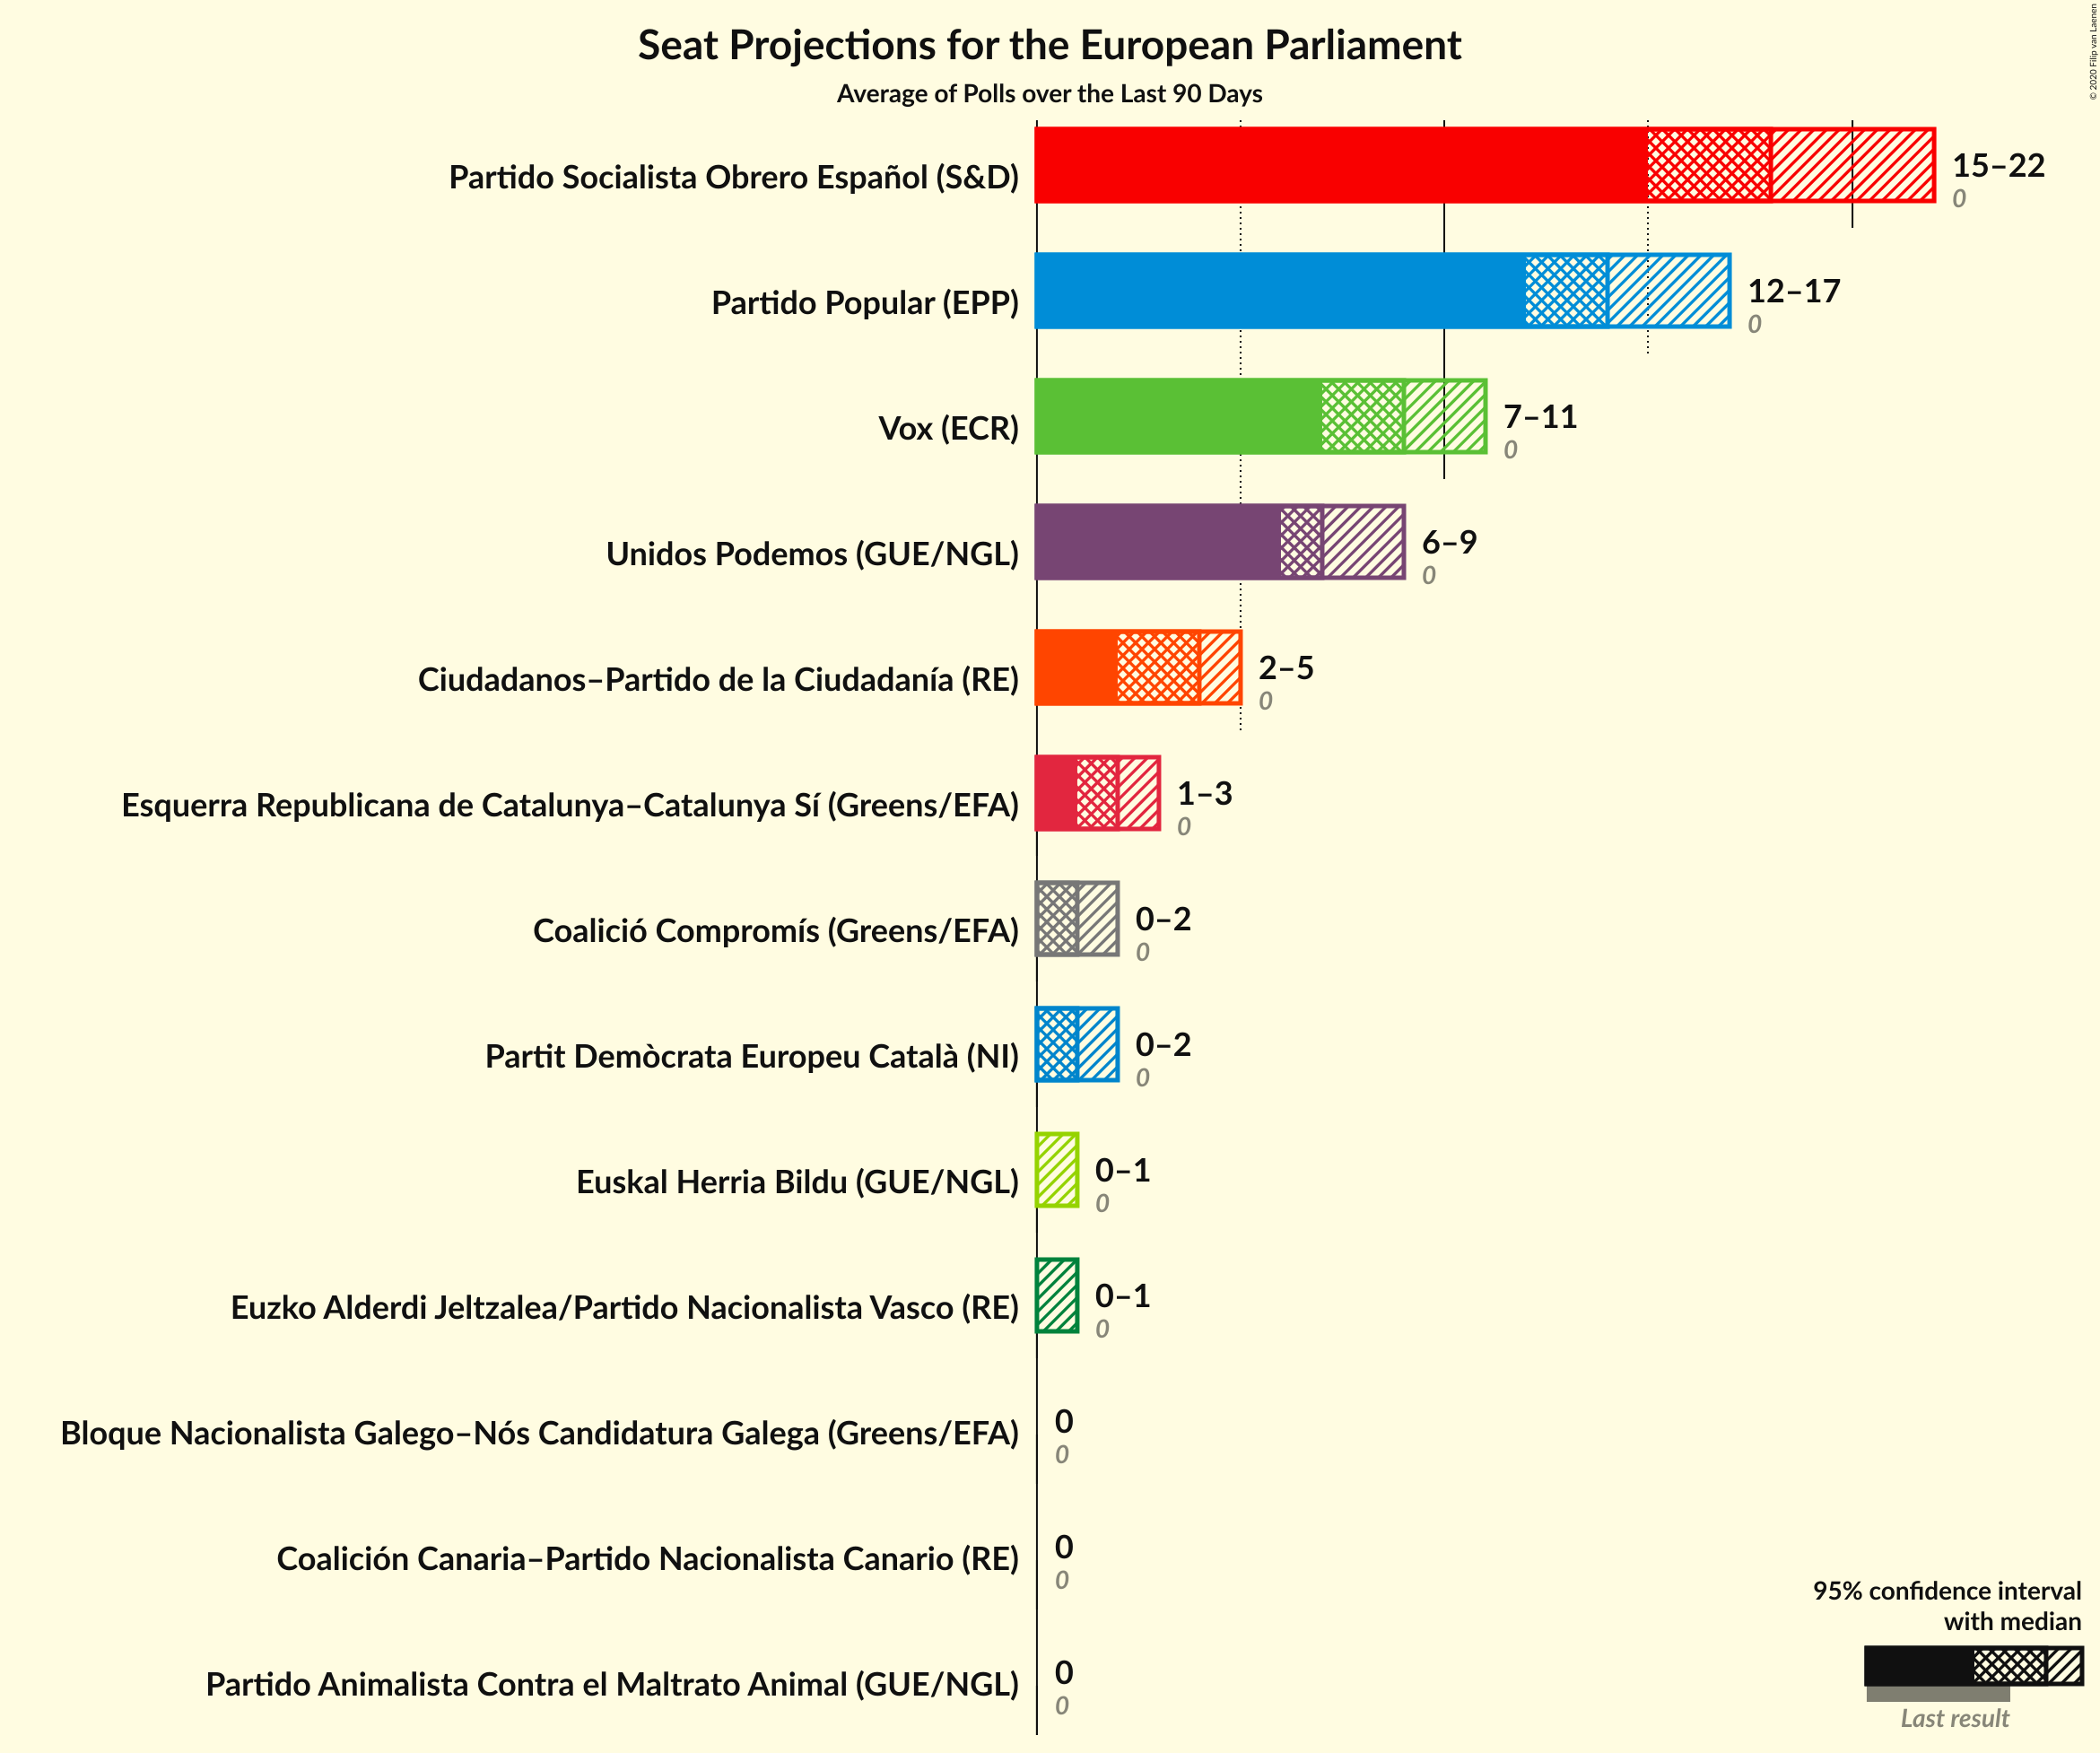 Seat Projections for the European Parliament
Average of Polls over the Last 90 Days
© 2020 Filip van Laenen
Partido Socialista Obrero Español (S&D)
15–22
0
Partido Popular (EPP)
12–17
0
Vox (ECR)
7–11
0
Unidos Podemos (GUE/NGL)
6–9
0
Ciudadanos–Partido de la Ciudadanía (RE)
2–5
0
Esquerra Republicana de Catalunya–Catalunya Sí (Greens/EFA)
1–3
0
Coalició Compromís (Greens/EFA)
0–2
0
Partit Demòcrata Europeu Català (NI)
0–2
0
Euskal Herria Bildu (GUE/NGL)
0–1
0
Euzko Alderdi Jeltzalea/Partido Nacionalista Vasco (RE)
0–1
0
Bloque Nacionalista Galego–Nós Candidatura Galega (Greens/EFA)
0
0
Coalición Canaria–Partido Nacionalista Canario (RE)
0
0
Partido Animalista Contra el Maltrato Animal (GUE/NGL)
0
0
95% confidence interval
with median
Last result